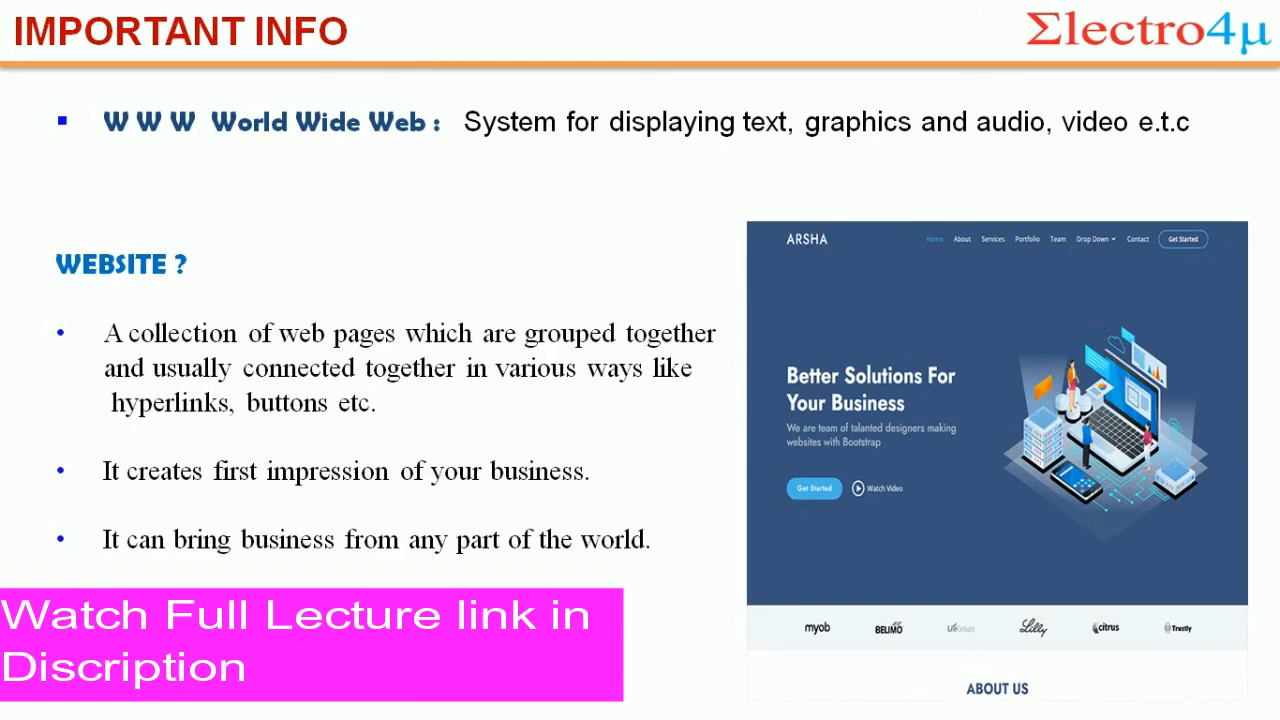 IMPORTANT INFO
Σlectro4μ
W W W World Wide Web : System for displaying text, graphics and audio, video e.t.c
WEBSITE ?
A collection of web pages which are grouped together
and usually connected together in various ways like
hyperlinks, buttons etc.
It creates first impression of your business.
It can bring business from any part of the world.
Watch Full Lecture link in
Discription
ARSHA
Home About Services Portfolio Team Drop Down Contact Get Started
Better Solutions For
Your Business
We are team of talanted designers making
websites with Bootstrap
Get Started Watch Video
myob BELIMO LifeGroups Lilly citrus Trustly
ABOUT US